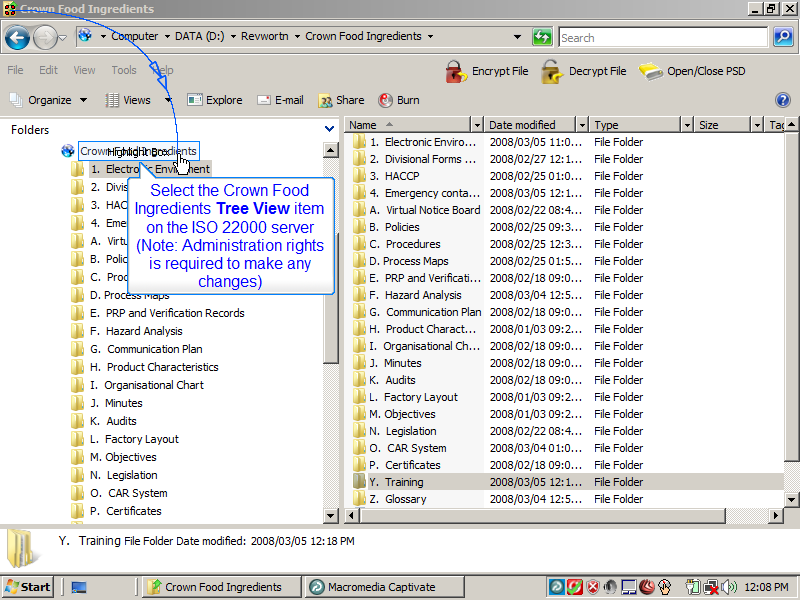 Crown Food Ingredients
Computer DATA (D:) Revworth Crown Food Ingredients
Search
File Edit View Tools Help
Encrypt File Decrypt File Open/Close PSD
Organize Views Explore E-mail Share Burn
Folders
Crown Food Ingredients
Highlight Box
1. Electronic Environment
2. Divis
3. HAC
4. Eme
A. Virtu
B. Polic
C. Proc
D. Process Maps
E. PRP and Verification Records
F. Hazard Analysis
G. Communication Plan
H. Product Characteristics
I. Organisational Chart
J. Minutes
K. Audits
L. Factory Layout
M. Objectives
N. Legislation
O. CAR System
P. Certificates
Select the Crown Food
Ingredients Tree View item
on the ISO 22000 server
(Note: Administration rights
is required to make any
changes)
Name Date modified Type Size Tag
1. Electronic Enviro... 2008/03/05 11:0... File Folder
2. Divisional Forms ... 2008/02/27 12:1... File Folder
3. HACCP 2008/02/25 01:0... File Folder
4. Emergency conta... 2008/03/05 12:1... File Folder
A. Virtual Notice Board 2008/02/22 08:4... File Folder
B. Policies 2008/02/25 09:3... File Folder
C. Procedures 2008/02/25 12:3... File Folder
D. Process Maps 2008/02/25 01:5... File Folder
E. PRP and Verificati... 2008/02/18 09:0... File Folder
F. Hazard Analysis 2008/03/04 12:5... File Folder
G. Communication Plan 2008/02/18 09:0... File Folder
H. Product Charact... 2008/01/03 09:2... File Folder
I. Organisational Ch... 2008/02/18 09:0... File Folder
J. Minutes 2008/02/18 09:0... File Folder
K. Audits 2008/02/18 09:0... File Folder
L. Factory Layout 2008/01/03 09:2... File Folder
M. Objectives 2008/01/03 09:2... File Folder
N. Legislation 2008/02/22 08:4... File Folder
O. CAR System 2008/03/04 01:0... File Folder
P. Certificates 2008/02/18 09:0... File Folder
Y. Training 2008/03/05 12:1... File Folder
Z. Glossary 2008/03/04 12:5... File Folder
Y. Training File Folder Date modified: 2008/03/05 12:18 PM
Start Crown Food Ingredients Macromedia Captivate 12:08 PM